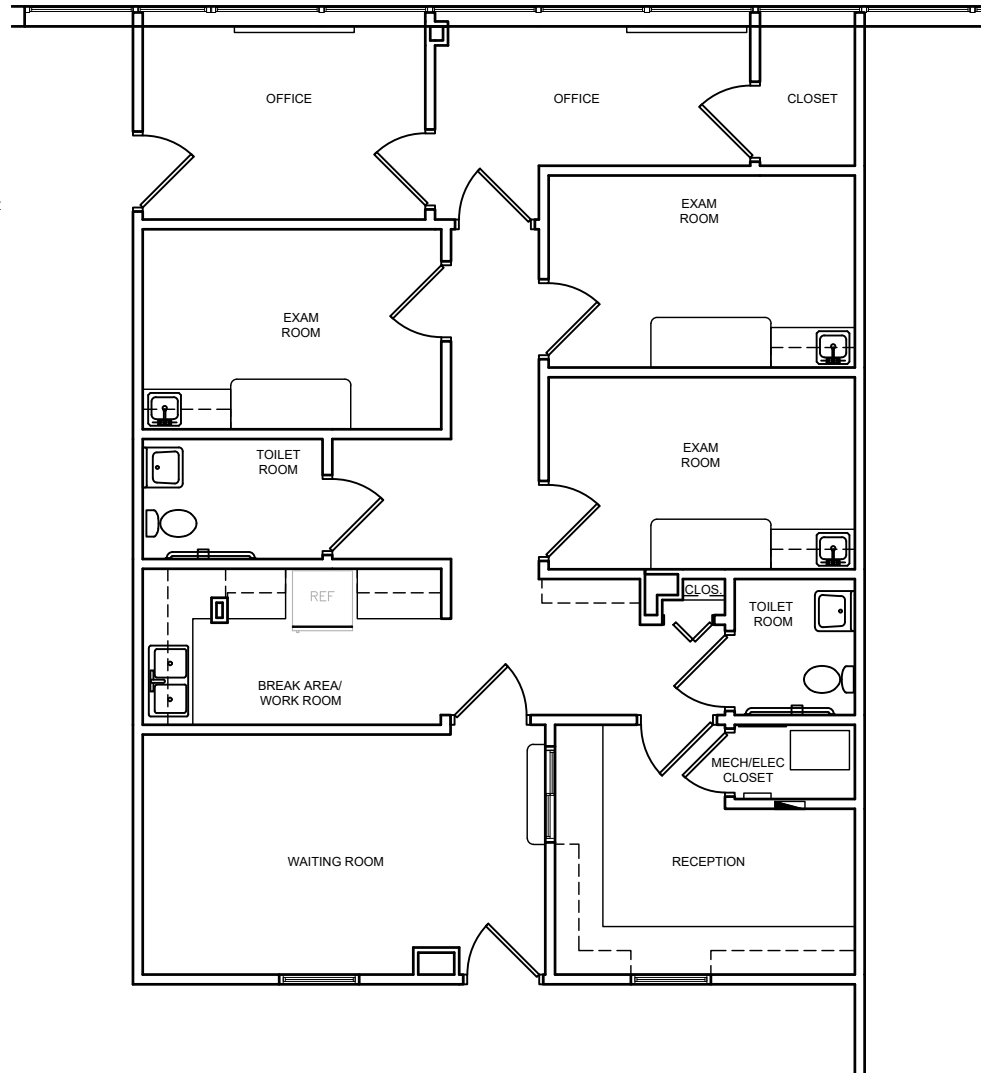 OFFICE
OFFICE
CLOSET
EXAM
ROOM
EXAM
ROOM
EXAM
ROOM
TOILET
ROOM
REF
CLOS.
TOILET
ROOM
BREAK AREA/
WORK ROOM
MECH/ELEC
CLOSET
WAITING ROOM
RECEPTION